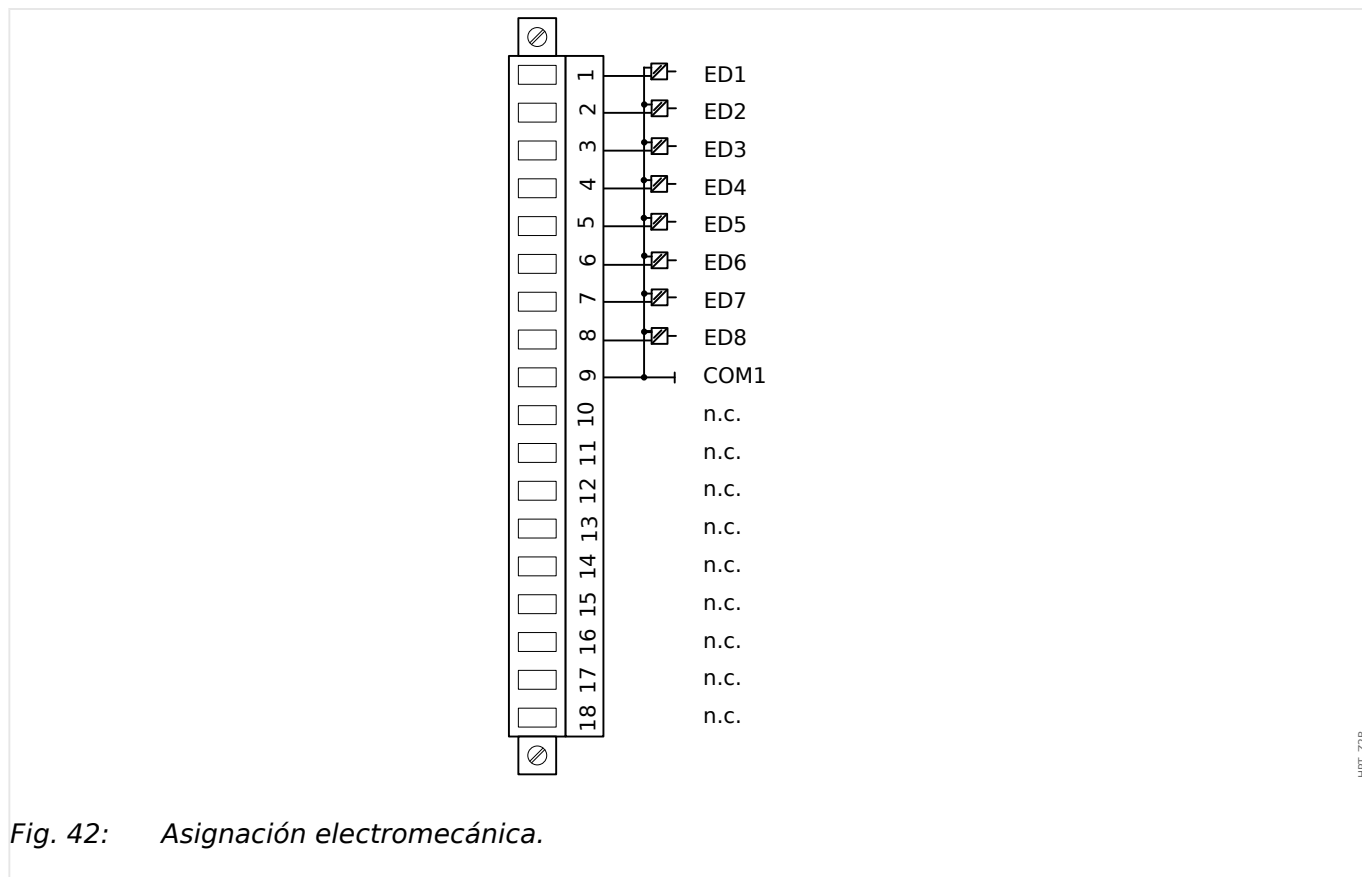 1 ED1
2 ED2
3 ED3
4 ED4
5 ED5
6 ED6
7 ED7
8 ED8
9 COM1
10 n.c.
11 n.c.
12 n.c.
13 n.c.
14 n.c.
15 n.c.
16 n.c.
17 n.c.
18 n.c.
Fig. 42: Asignación electromecánica.